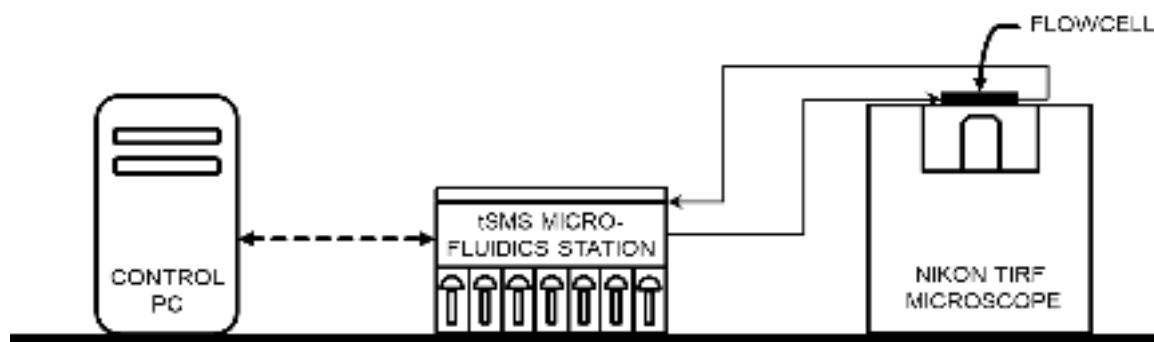 FLOWCELL
tSMS MICRO-
FLUIDICS STATION
CONTROL
PC
NIKON TIRF
MICROSCOPE